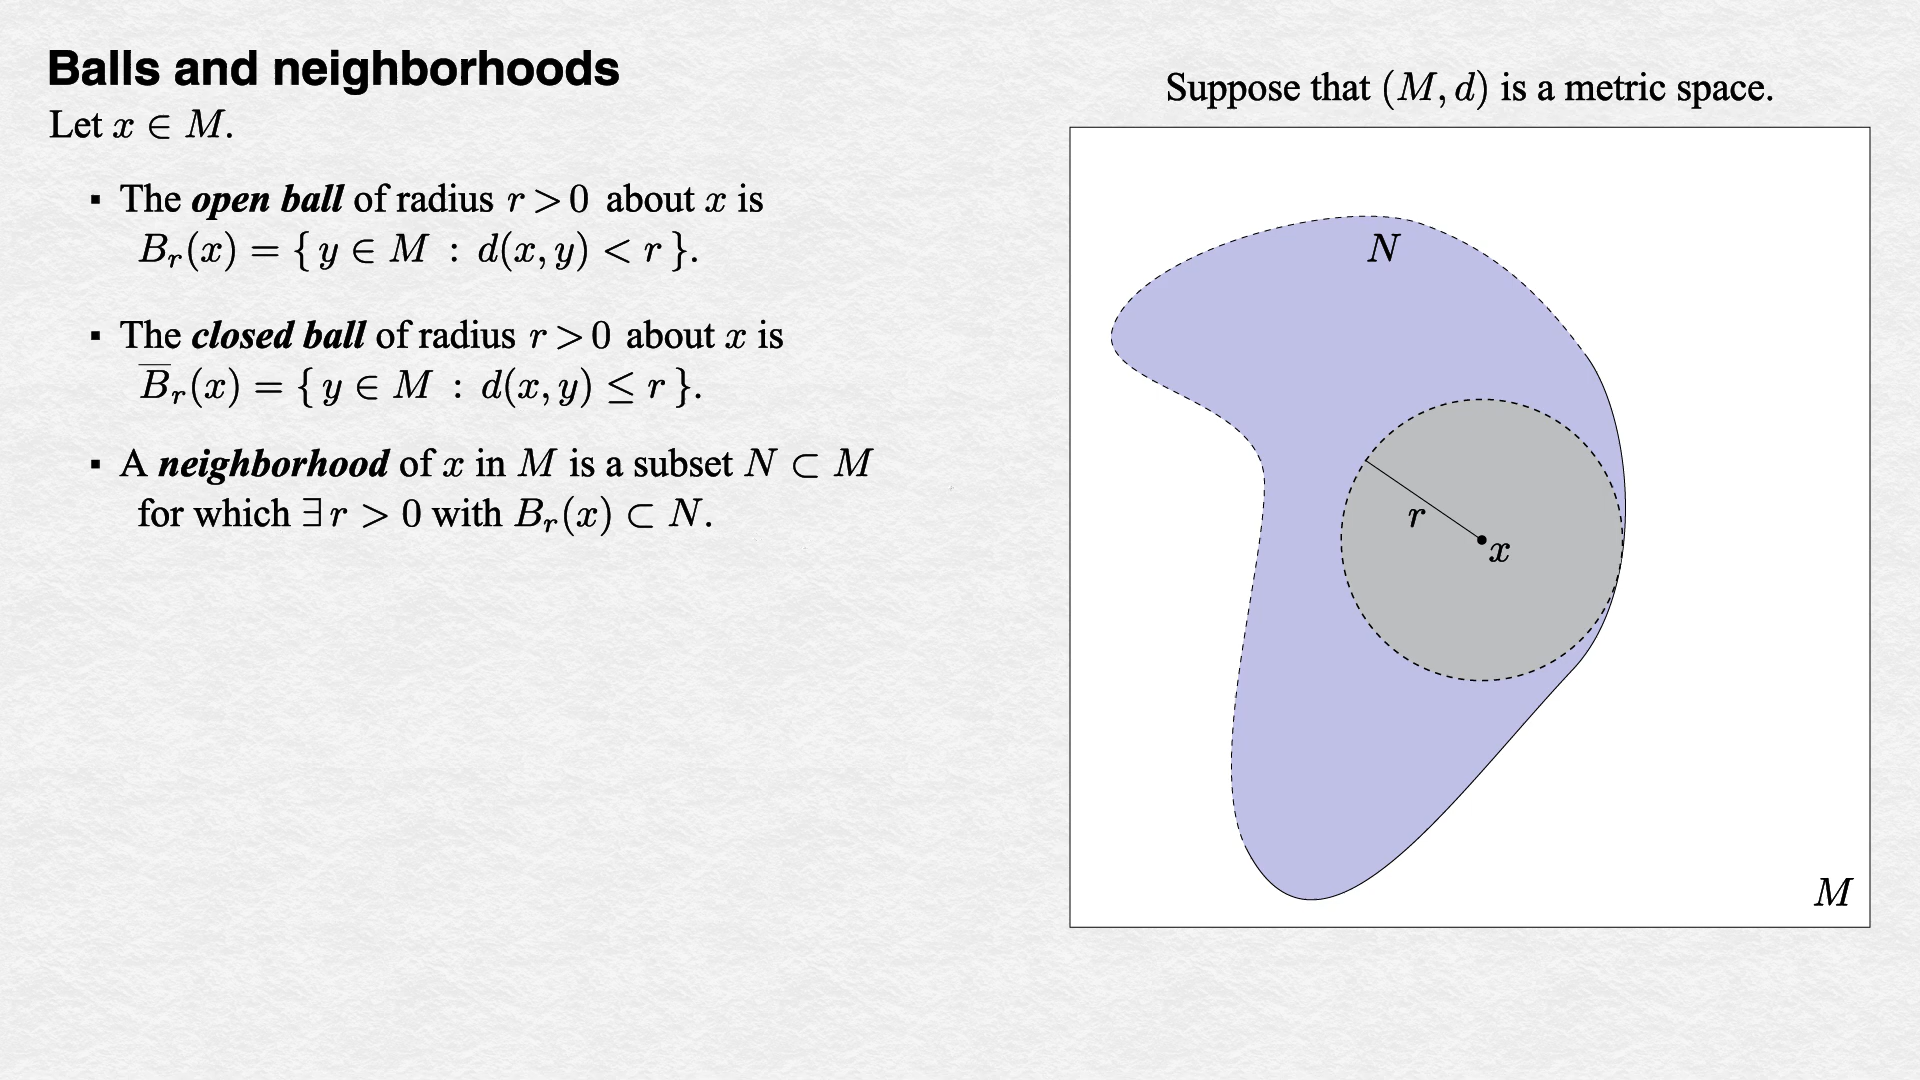 Balls and neighborhoods
Let x ∈ M.
▪ The open ball of radius r > 0 about x is
B_r(x) = { y ∈ M : d(x, y) < r }.
▪ The closed ball of radius r > 0 about x is
B̅_r(x) = { y ∈ M : d(x, y) ≤ r }.
▪ A neighborhood of x in M is a subset N ⊂ M
for which ∃ r > 0 with B_r(x) ⊂ N.
Suppose that (M, d) is a metric space.
N
r
x
M